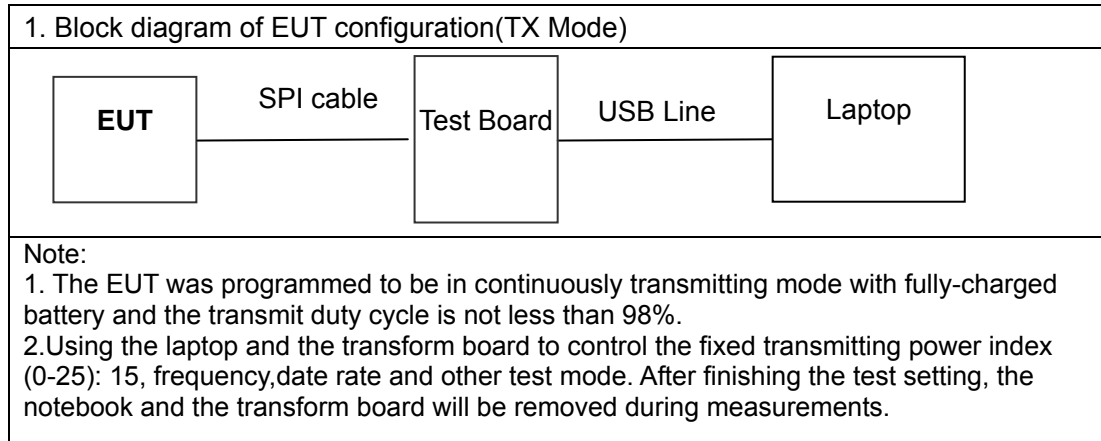 1. Block diagram of EUT configuration(TX Mode)
EUT
SPI cable
Test Board
USB Line
Laptop
Note:
1. The EUT was programmed to be in continuously transmitting mode with fully-charged
battery and the transmit duty cycle is not less than 98%.
2.Using the laptop and the transform board to control the fixed transmitting power index
(0-25): 15, frequency,date rate and other test mode. After finishing the test setting, the
notebook and the transform board will be removed during measurements.